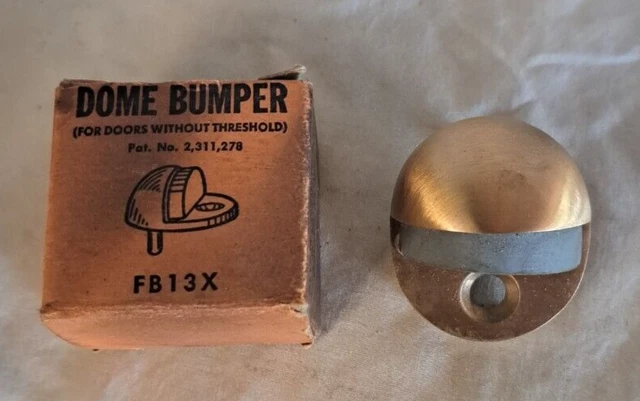 DOME BUMPER
(FOR DOORS WITHOUT THRESHOLD)
Pat. No. 2,311,278
FB13X